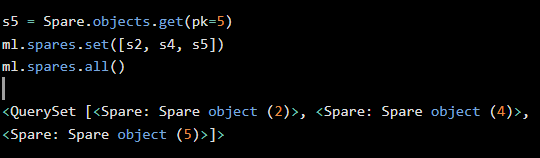 s5 = Spare.objects.get(pk=5)
ml.spares.set([s2, s4, s5])
ml.spares.all()
<QuerySet [<Spare: Spare object (2)>, <Spare: Spare object (4)>,
<Spare: Spare object (5)>]>